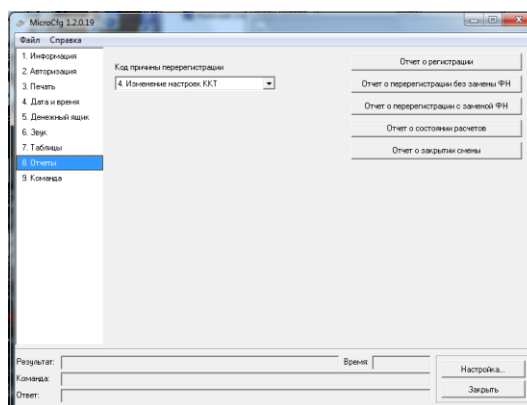 MicroCfg 1.2.0.19
Файл Справка
1. Информация
2. Авторизация
3. Печать
4. Дата и время
5. Денежный ящик
6. Звук
7. Таблицы
8. Отчеты
9. Команда
Код причины перерегистрации
4. Изменение настроек ККТ
Отчет о регистрации
Отчет о перерегистрации без замены ФН
Отчет о перерегистрации с заменой ФН
Отчет о состоянии расчетов
Отчет о закрытии смены
Результат:
Время:
Команда:
Ответ:
Настройка...
Закрыть